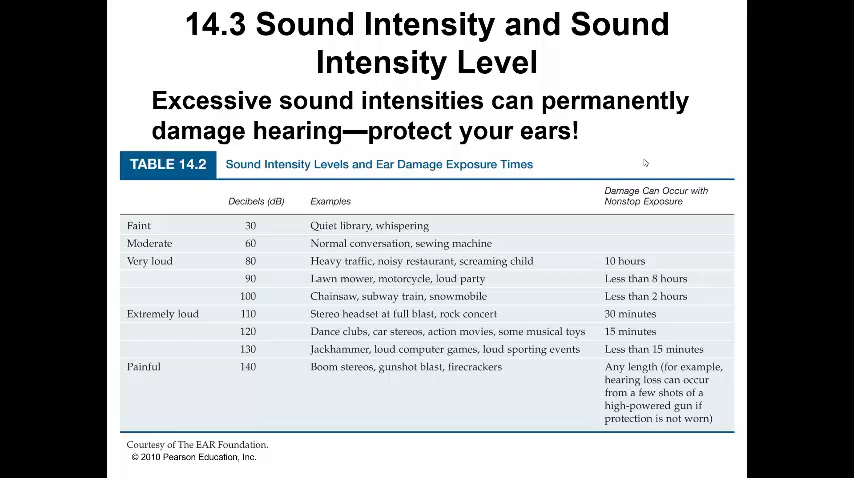 14.3 Sound Intensity and Sound
Intensity Level
Excessive sound intensities can permanently
damage hearing—protect your ears!
TABLE 14.2 Sound Intensity Levels and Ear Damage Exposure Times
Decibels (dB) Examples Damage Can Occur with
Nonstop Exposure
Faint 30 Quiet library, whispering
Moderate 60 Normal conversation, sewing machine
Very loud 80 Heavy traffic, noisy restaurant, screaming child 10 hours
90 Lawn mower, motorcycle, loud party Less than 8 hours
100 Chainsaw, subway train, snowmobile Less than 2 hours
Extremely loud 110 Stereo headset at full blast, rock concert 30 minutes
120 Dance clubs, car stereos, action movies, some musical toys 15 minutes
130 Jackhammer, loud computer games, loud sporting events Less than 15 minutes
Painful 140 Boom stereos, gunshot blast, firecrackers Any length (for example,
hearing loss can occur
from a few shots of a
high-powered gun if
protection is not worn)
Courtesy of The EAR Foundation.
© 2010 Pearson Education, Inc.